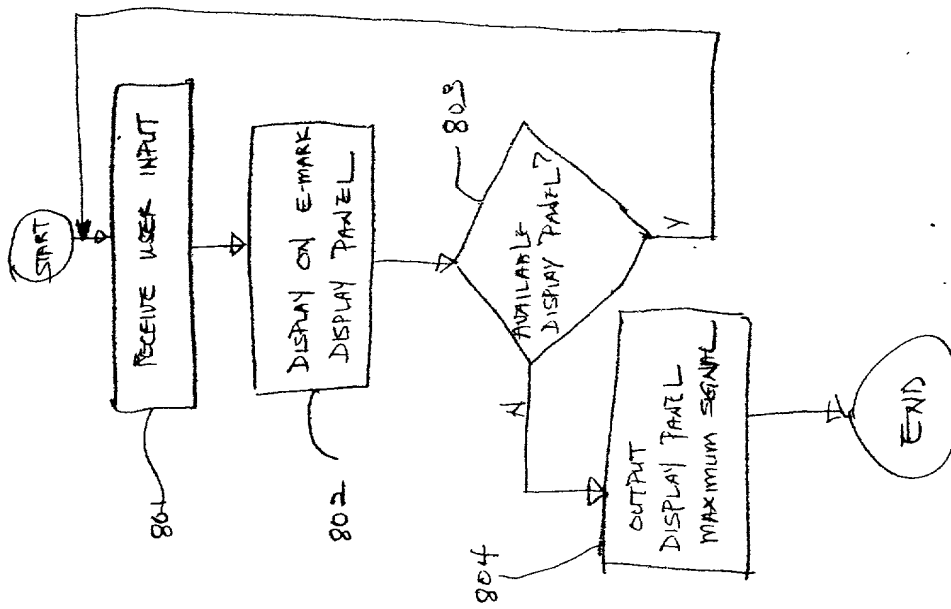 START
RECEIVE USER INPUT
801
DISPLAY ON E-MARK
DISPLAY PANEL
802
AVAILABLE
DISPLAY PANEL?
803
N
Y
OUTPUT
DISPLAY PANEL
MAXIMUM SIGNAL
804
END